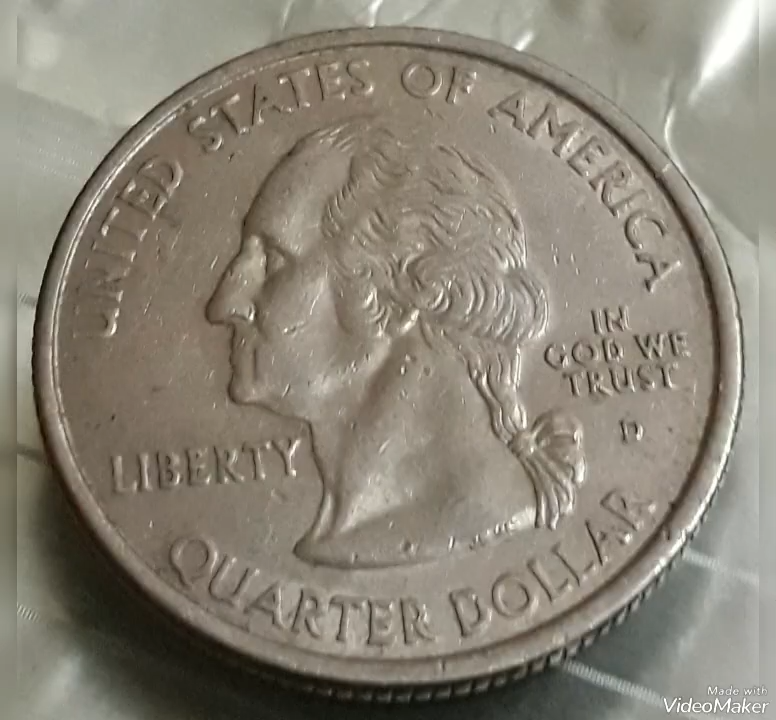 UNITED STATES OF AMERICA
LIBERTY
IN
GOD WE
TRUST
D
QUARTER DOLLAR
Made with
VideoMaker